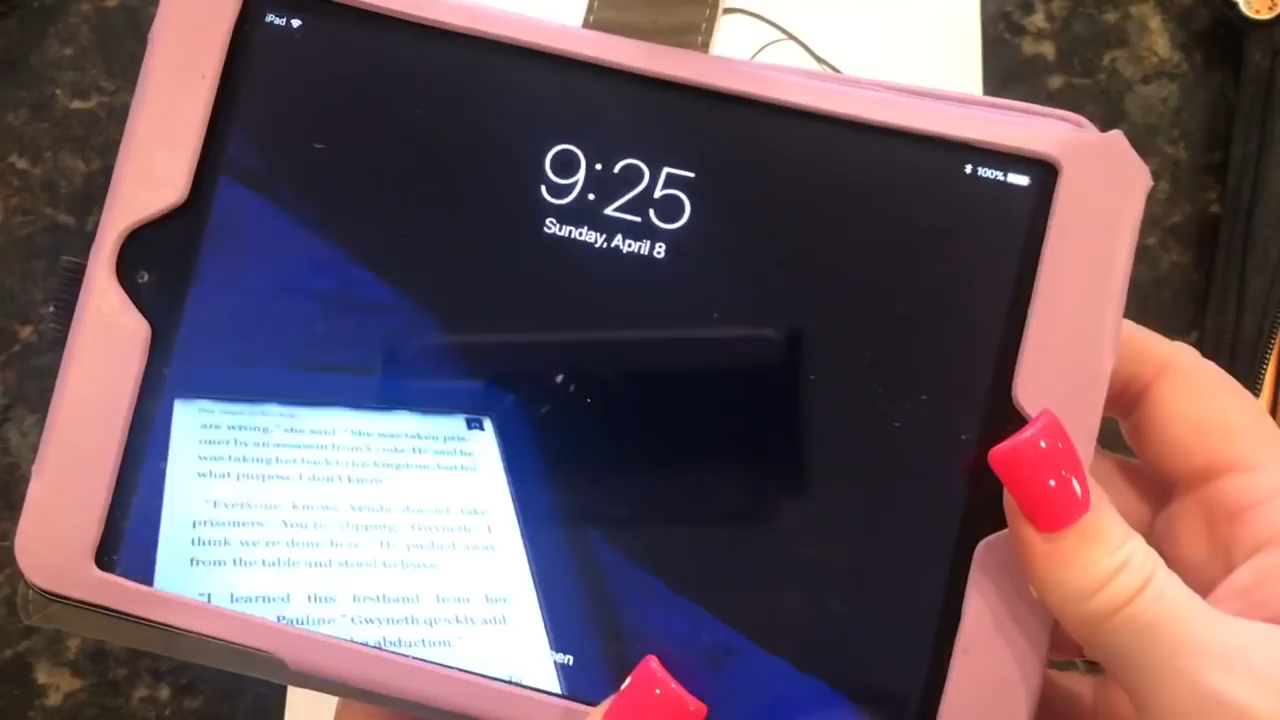 iPad
100%
9:25
Sunday, April 8
are wrong," she said. "She was taken pris-
oner by an assassin from Venda. He said he
was taking her back to his kingdom, but for
what purpose I don't know.
"Everyone knows Venda doesn't take
prisoners. You're slipping, Gwyneth. I
think we're done here." He pushed away
from the table and stood to leave.
"I learned this firsthand from her
Pauline." Gwyneth quickly add
abduction."
pen